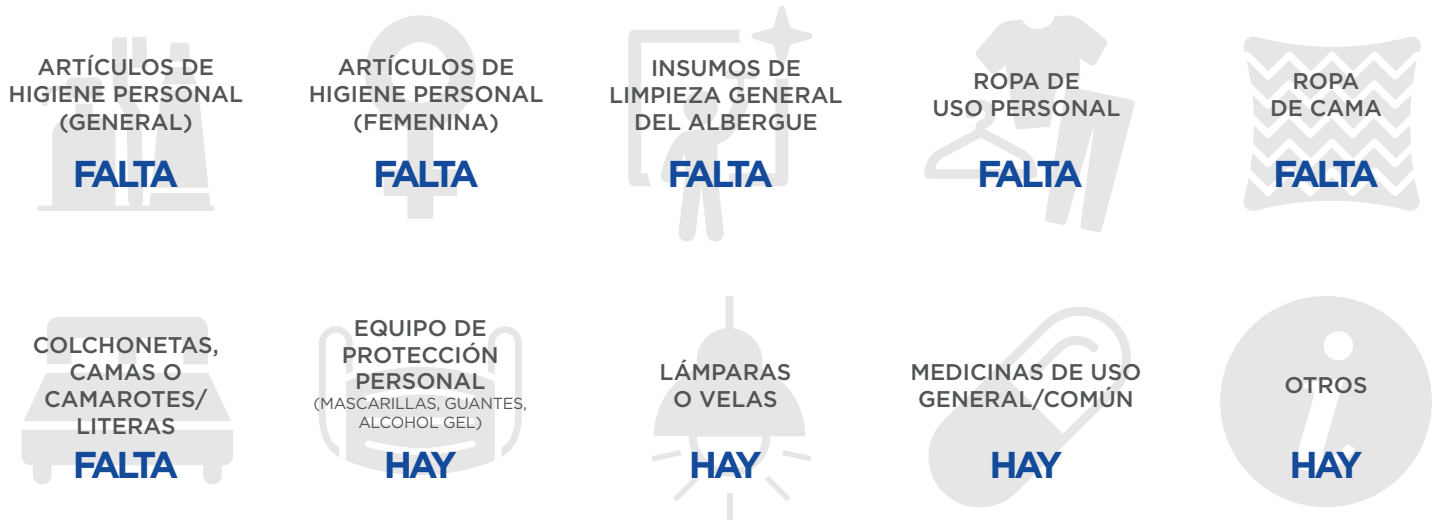 ARTÍCULOS DE
HIGIENE PERSONAL
(GENERAL)
FALTA
ARTÍCULOS DE
HIGIENE PERSONAL
(FEMENINA)
FALTA
INSUMOS DE
LIMPIEZA GENERAL
DEL ALBERGUE
FALTA
ROPA DE
USO PERSONAL
FALTA
ROPA
DE CAMA
FALTA
COLCHONETAS,
CAMAS O
CAMAROTES/
LITERAS
FALTA
EQUIPO DE
PROTECCIÓN
PERSONAL
(MASCARILLAS, GUANTES,
ALCOHOL GEL)
HAY
LÁMPARAS
O VELAS
HAY
MEDICINAS DE USO
GENERAL/COMÚN
HAY
OTROS
HAY